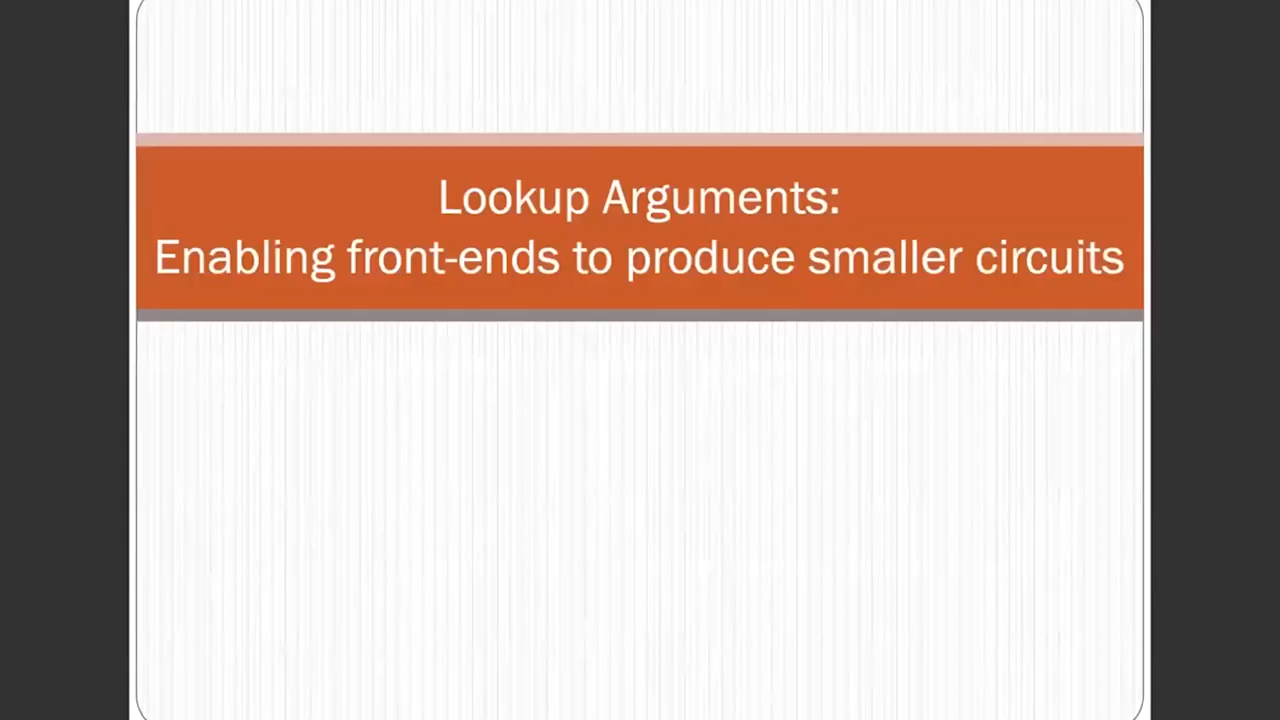 Lookup Arguments:
Enabling front-ends to produce smaller circuits